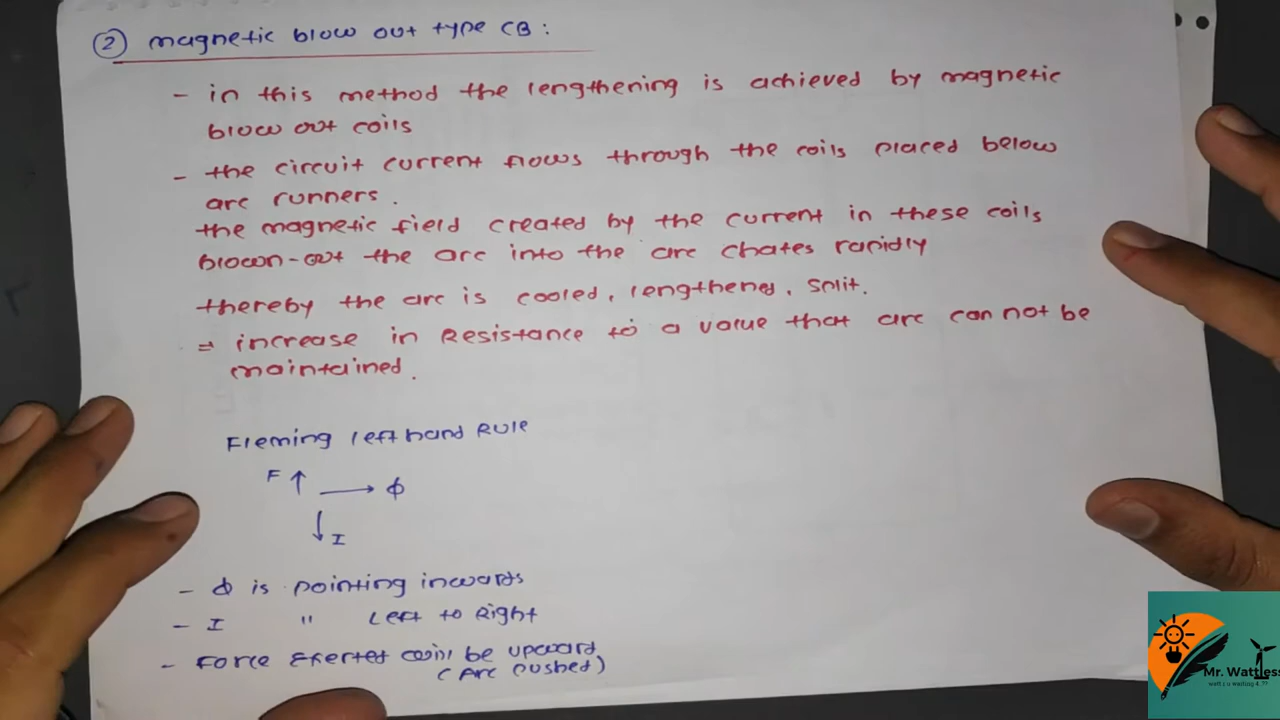 ② magnetic blow out type CB :
- in this method the lengthening is achieved by magnetic
blow out coils
- the circuit current flows through the coils placed below
arc runners .
the magnetic field created by the current in these coils
blown-out the arc into the arc chates rapidly
thereby the arc is cooled, lengthened, split.
⇒ increase in Resistance to a value that arc can not be
maintained .
Fleming left hand Rule
F ↑ → ɸ
↓ I
- ɸ is pointing inwards
- I " Left to Right
- Force Exerted will be upward
( Arc Pushed )
Mr. Wattless